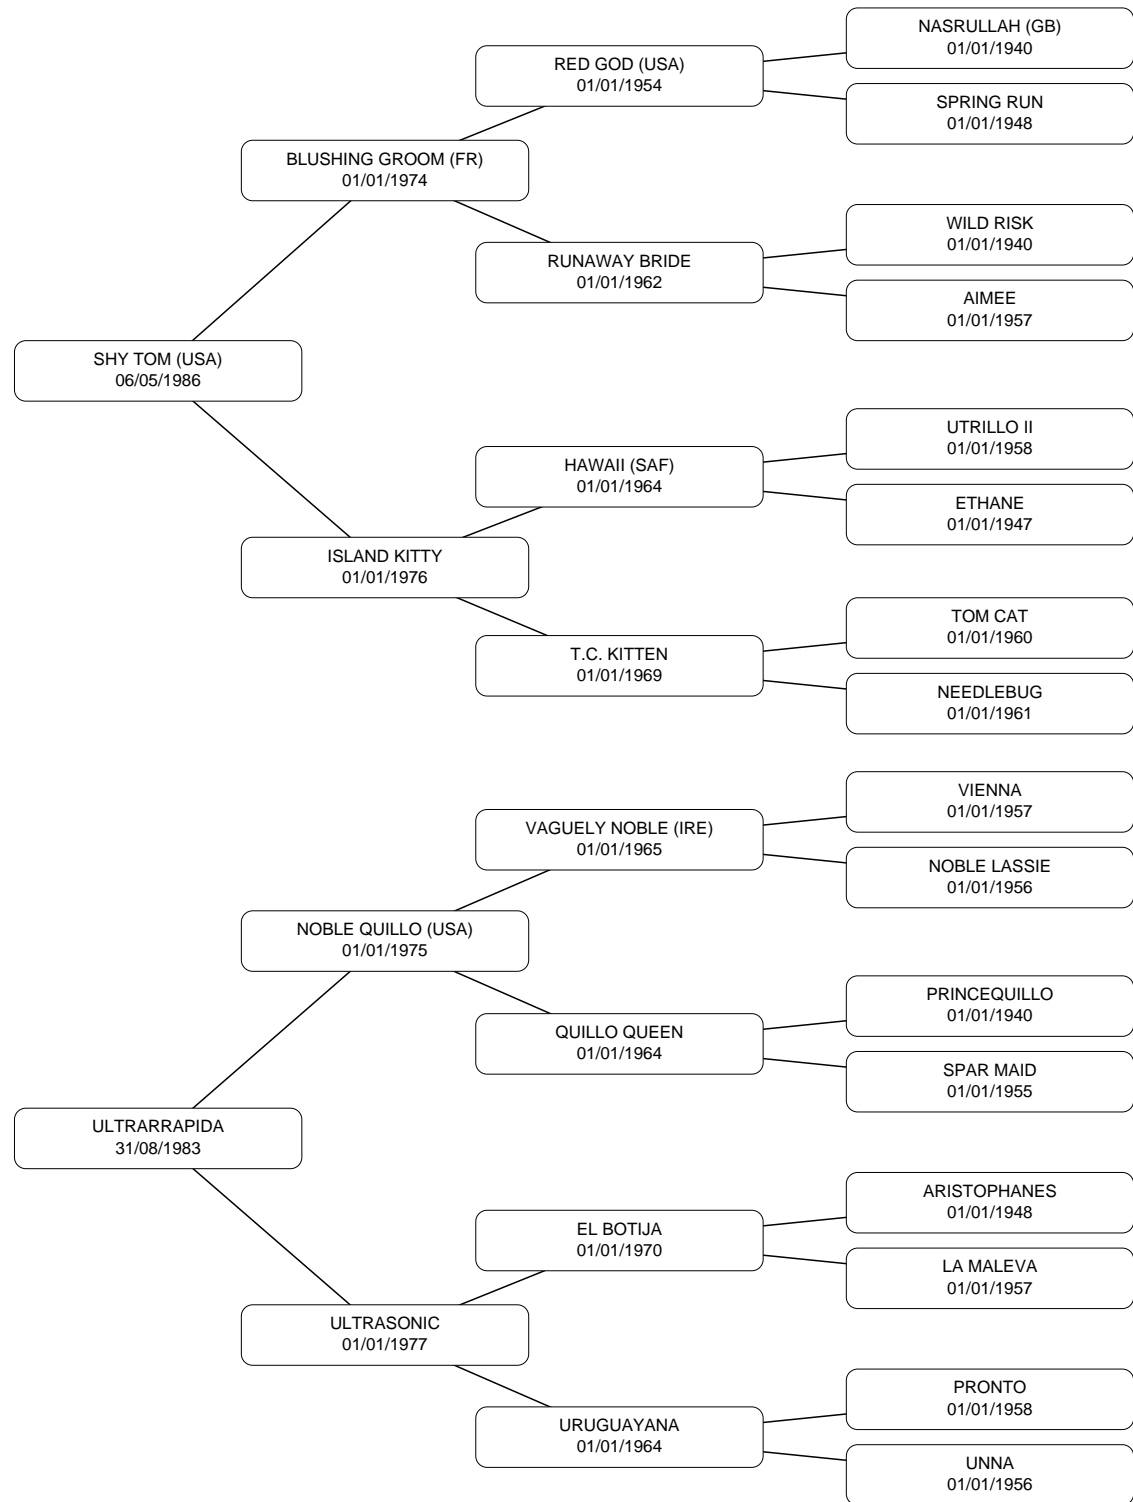 NASRULLAH (GB)
01/01/1940
RED GOD (USA)
01/01/1954
SPRING RUN
01/01/1948
BLUSHING GROOM (FR)
01/01/1974
WILD RISK
01/01/1940
RUNAWAY BRIDE
01/01/1962
AIMEE
01/01/1957
SHY TOM (USA)
06/05/1986
UTRILLO II
01/01/1958
HAWAII (SAF)
01/01/1964
ETHANE
01/01/1947
ISLAND KITTY
01/01/1976
TOM CAT
01/01/1960
T.C. KITTEN
01/01/1969
NEEDLEBUG
01/01/1961
VIENNA
01/01/1957
VAGUELY NOBLE (IRE)
01/01/1965
NOBLE LASSIE
01/01/1956
NOBLE QUILLO (USA)
01/01/1975
PRINCEQUILLO
01/01/1940
QUILLO QUEEN
01/01/1964
SPAR MAID
01/01/1955
ULTRARRAPIDA
31/08/1983
ARISTOPHANES
01/01/1948
EL BOTIJA
01/01/1970
LA MALEVA
01/01/1957
ULTRASONIC
01/01/1977
PRONTO
01/01/1958
URUGUAYANA
01/01/1964
UNNA
01/01/1956